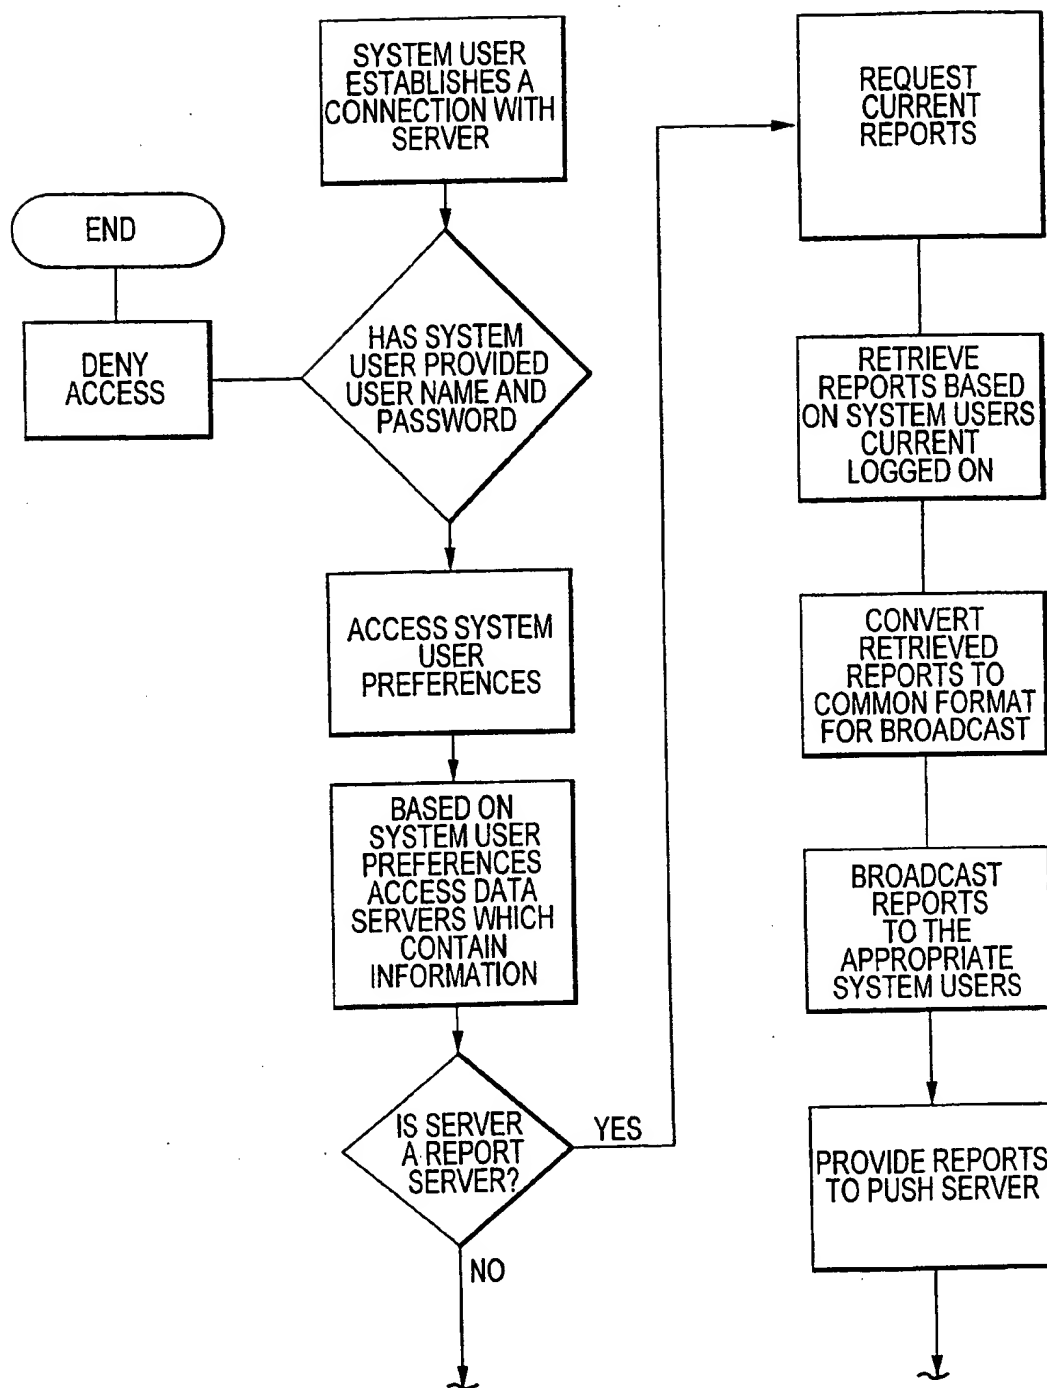 SYSTEM USER
ESTABLISHES A
CONNECTION WITH
SERVER
END
DENY
ACCESS
HAS SYSTEM
USER PROVIDED
USER NAME AND
PASSWORD
ACCESS SYSTEM
USER
PREFERENCES
BASED ON
SYSTEM USER
PREFERENCES
ACCESS DATA
SERVERS WHICH
CONTAIN
INFORMATION
IS SERVER
A REPORT
SERVER?
YES
NO
REQUEST
CURRENT
REPORTS
RETRIEVE
REPORTS BASED
ON SYSTEM USERS
CURRENT
LOGGED ON
CONVERT
RETRIEVED
REPORTS TO
COMMON FORMAT
FOR BROADCAST
BROADCAST
REPORTS
TO THE
APPROPRIATE
SYSTEM USERS
PROVIDE REPORTS
TO PUSH SERVER